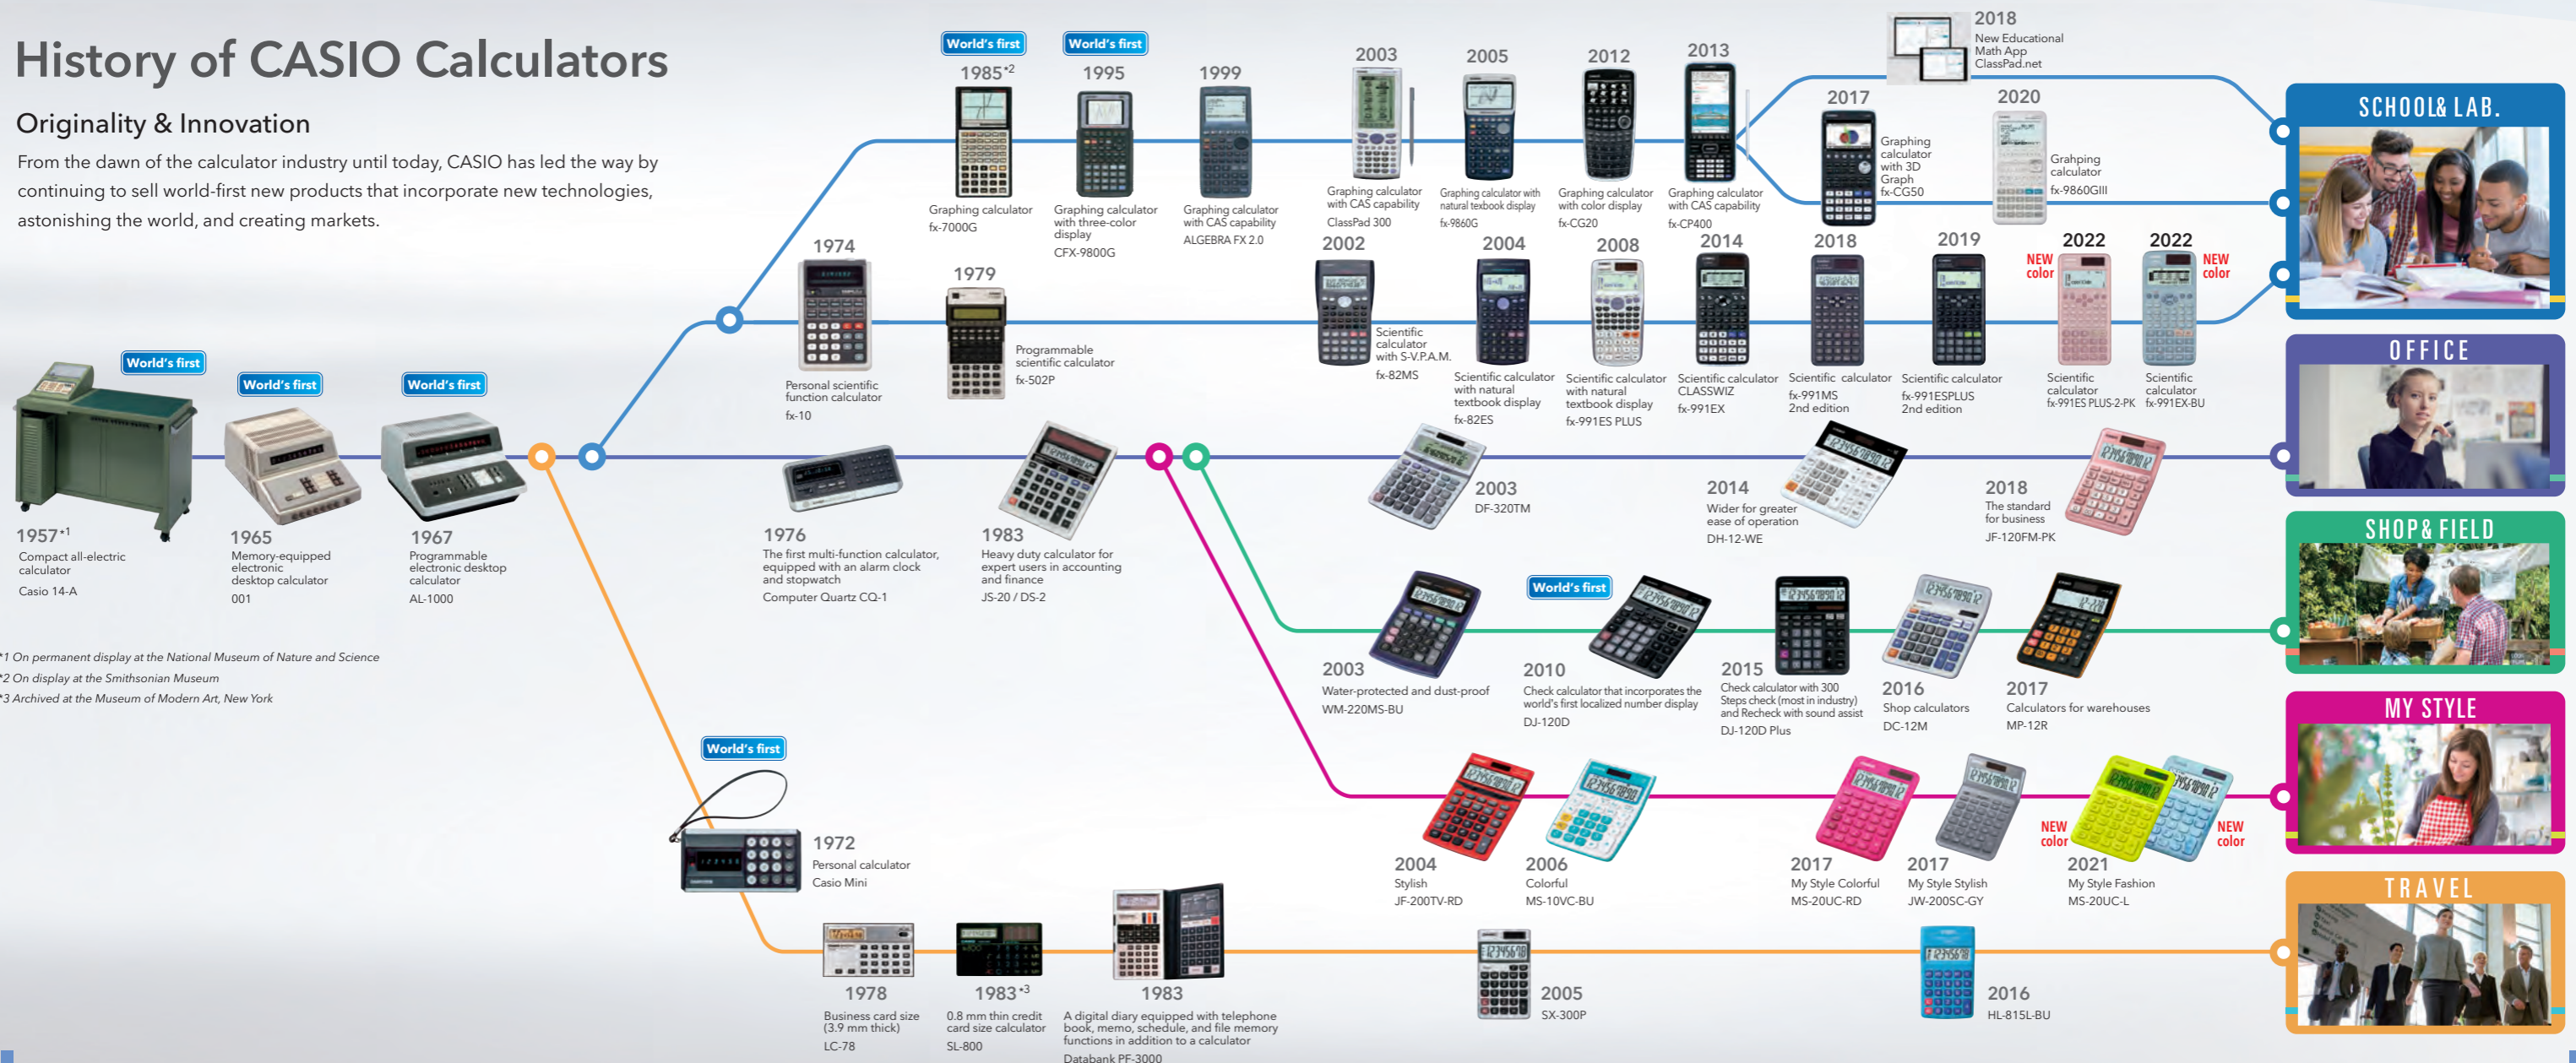 History of CASIO Calculators
Originality & Innovation
From the dawn of the calculator industry until today, CASIO has led the way by
continuing to sell world-first new products that incorporate new technologies,
astonishing the world, and creating markets.
World's first
1985*2
Graphing calculator
fx-7000G
World's first
1995
Graphing calculator
with three-color
display
CFX-9800G
1999
Graphing calculator
with CAS capability
ALGEBRA FX 2.0
2003
Graphing calculator
with CAS capability
ClassPad 300
2005
Graphing calculator with
natural texbook display
fx-9860G
2012
Graphing calculator
with color display
fx-CG20
2013
Graphing calculator
with CAS capability
fx-CP400
2018
New Educational
Math App
ClassPad.net
2017
Graphing
calculator
with 3D
Graph
fx-CG50
2020
Grahping
calculator
fx-9860GIII
SCHOOL& LAB.
1974
Personal scientific
function calculator
fx-10
1979
Programmable
scientific calculator
fx-502P
2002
Scientific
calculator
with S-V.P.A.M.
fx-82MS
2004
Scientific calculator
with natural
textbook display
fx-82ES
2008
Scientific calculator
with natural
textbook display
fx-991ES PLUS
2014
Scientific calculator
CLASSWIZ
fx-991EX
2018
Scientific calculator
fx-991MS
2nd edition
2019
Scientific calculator
fx-991ESPLUS
2nd edition
2022
NEW
color
Scientific
calculator
fx-991ES PLUS-2-PK
2022
NEW
color
Scientific
calculator
fx-991EX-BU
World's first
1957*1
Compact all-electric
calculator
Casio 14-A
World's first
1965
Memory-equipped
electronic
desktop calculator
001
World's first
1967
Programmable
electronic desktop
calculator
AL-1000
1976
The first multi-function calculator,
equipped with an alarm clock
and stopwatch
Computer Quartz CQ-1
1983
Heavy duty calculator for
expert users in accounting
and finance
JS-20 / DS-2
2003
DF-320TM
2014
Wider for greater
ease of operation
DH-12-WE
2018
The standard
for business
JF-120FM-PK
OFFICE
2003
Water-protected and dust-proof
WM-220MS-BU
World's first
2010
Check calculator that incorporates the
world's first localized number display
DJ-120D
2015
Check calculator with 300
Steps check (most in industry)
and Recheck with sound assist
DJ-120D Plus
2016
Shop calculators
DC-12M
2017
Calculators for warehouses
MP-12R
SHOP& FIELD
*1 On permanent display at the National Museum of Nature and Science
*2 On display at the Smithsonian Museum
*3 Archived at the Museum of Modern Art, New York
2004
Stylish
JF-200TV-RD
2006
Colorful
MS-10VC-BU
2017
My Style Colorful
MS-20UC-RD
2017
My Style Stylish
JW-200SC-GY
NEW
color
2021
My Style Fashion
MS-20UC-L
NEW
color
MY STYLE
World's first
1972
Personal calculator
Casio Mini
1978
Business card size
(3.9 mm thick)
LC-78
1983*3
0.8 mm thin credit
card size calculator
SL-800
1983
A digital diary equipped with telephone
book, memo, schedule, and file memory
functions in addition to a calculator
Databank PF-3000
2005
SX-300P
2016
HL-815L-BU
TRAVEL